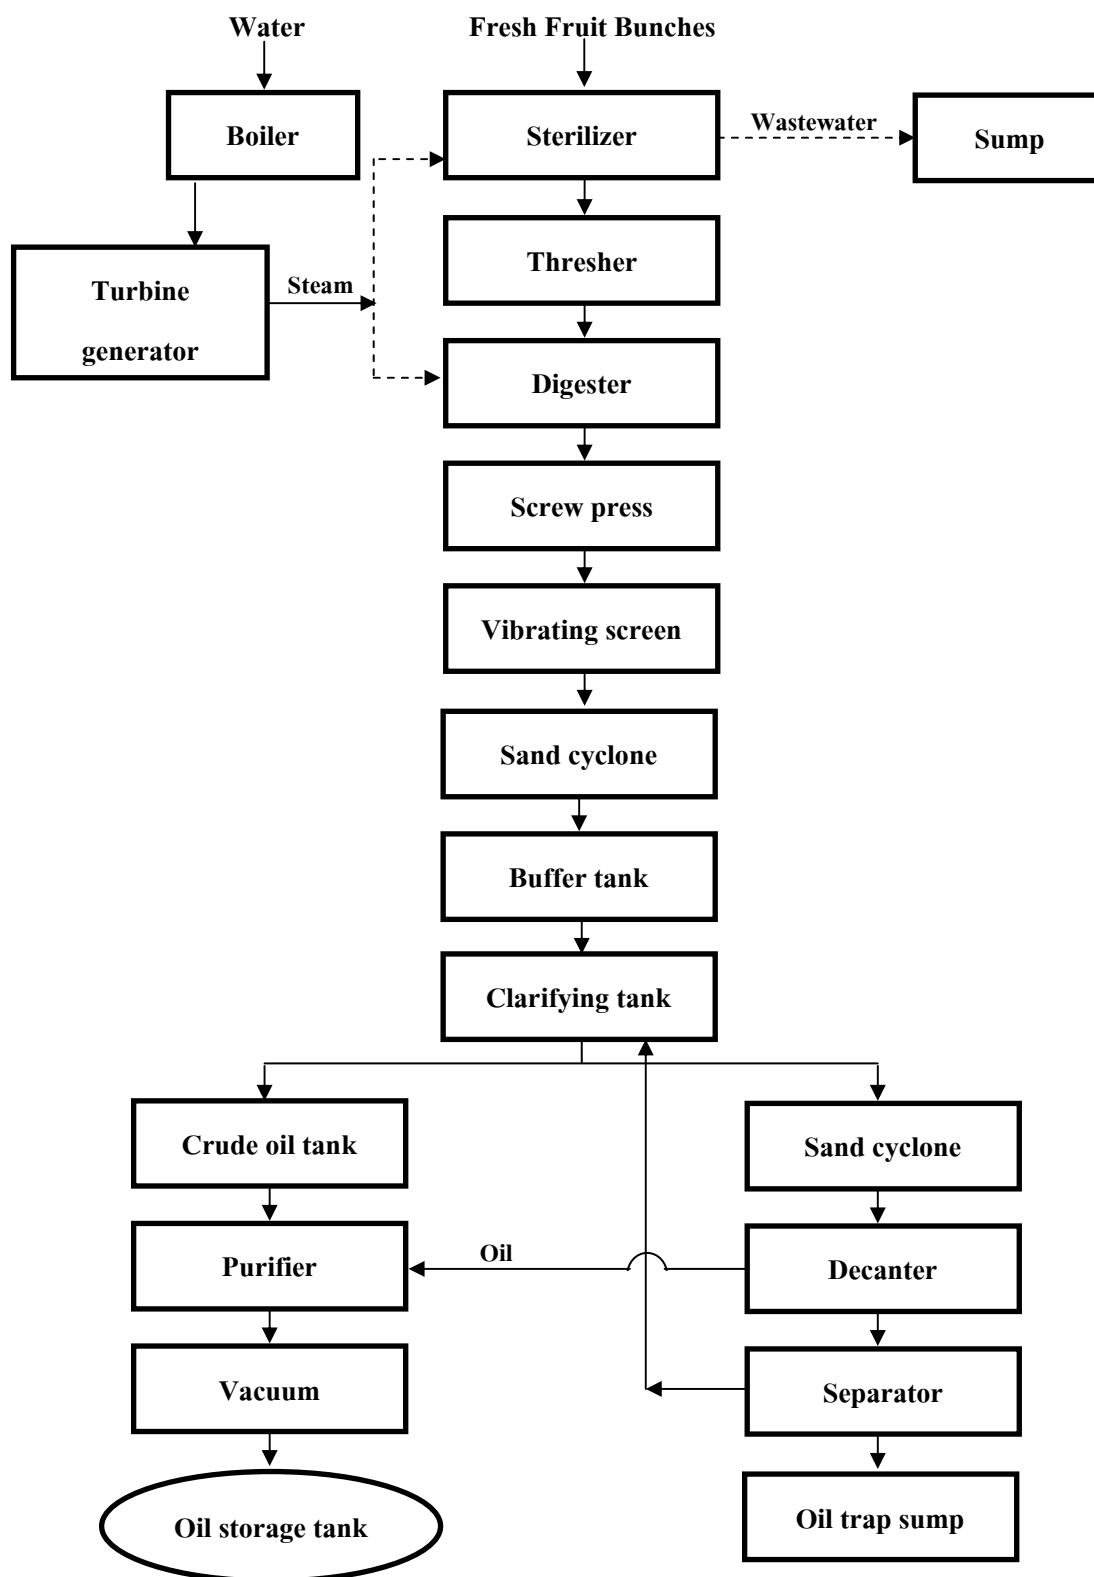 Water
Fresh Fruit Bunches
Boiler
Sterilizer
Wastewater
Sump
Thresher
Turbine
generator
Steam
Digester
Screw press
Vibrating screen
Sand cyclone
Buffer tank
Clarifying tank
Crude oil tank
Sand cyclone
Purifier
Oil
Decanter
Vacuum
Separator
Oil storage tank
Oil trap sump